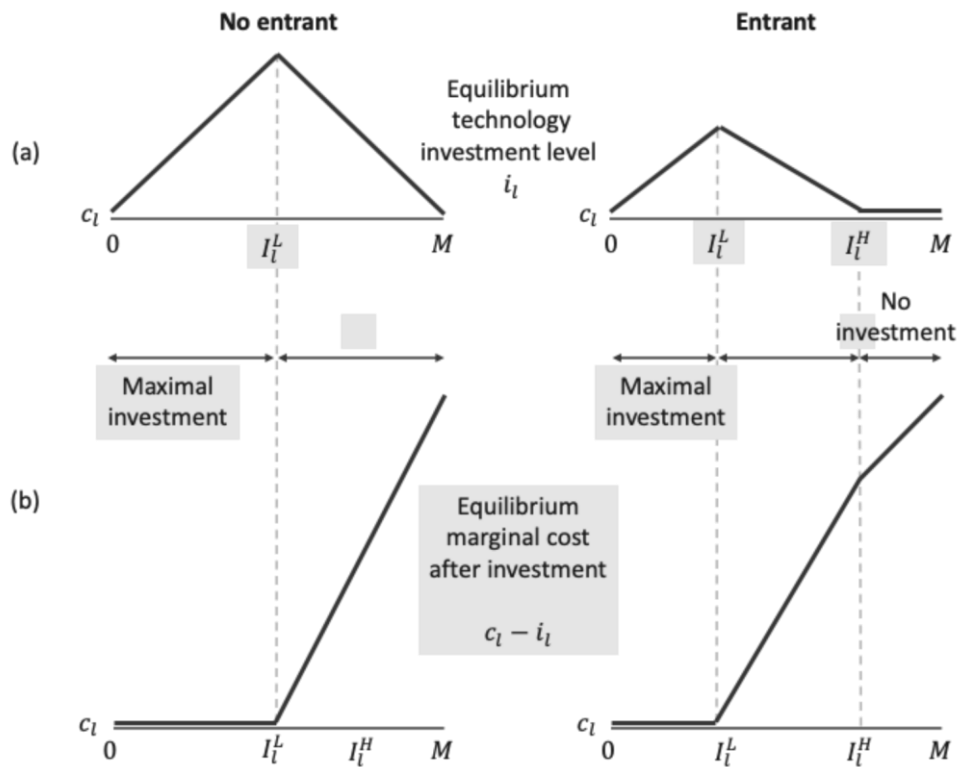 No entrant
Entrant
(a)
Equilibrium
technology
investment level
i_l
c_l
0
I_l^L
M
c_l
0
I_l^L
I_l^H
M
No
investment
Maximal
investment
Maximal
investment
(b)
Equilibrium
marginal cost
after investment
c_l − i_l
c_l
0
I_l^L
I_l^H
M
c_l
0
I_l^L
I_l^H
M